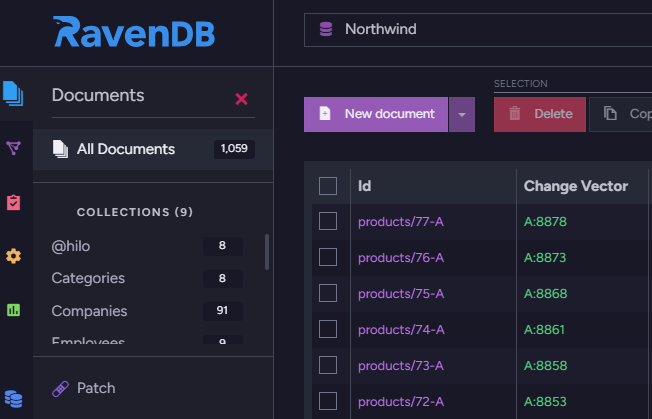 RavenDB
Northwind
Documents
SELECTION
New document
Delete
Cop
All Documents 1,059
Id Change Vector
COLLECTIONS (9)
products/77-A A:8878
@hilo 8
products/76-A A:8873
Categories 8
products/75-A A:8868
Companies 91
products/74-A A:8861
Employees 9
products/73-A A:8858
Patch
products/72-A A:8853